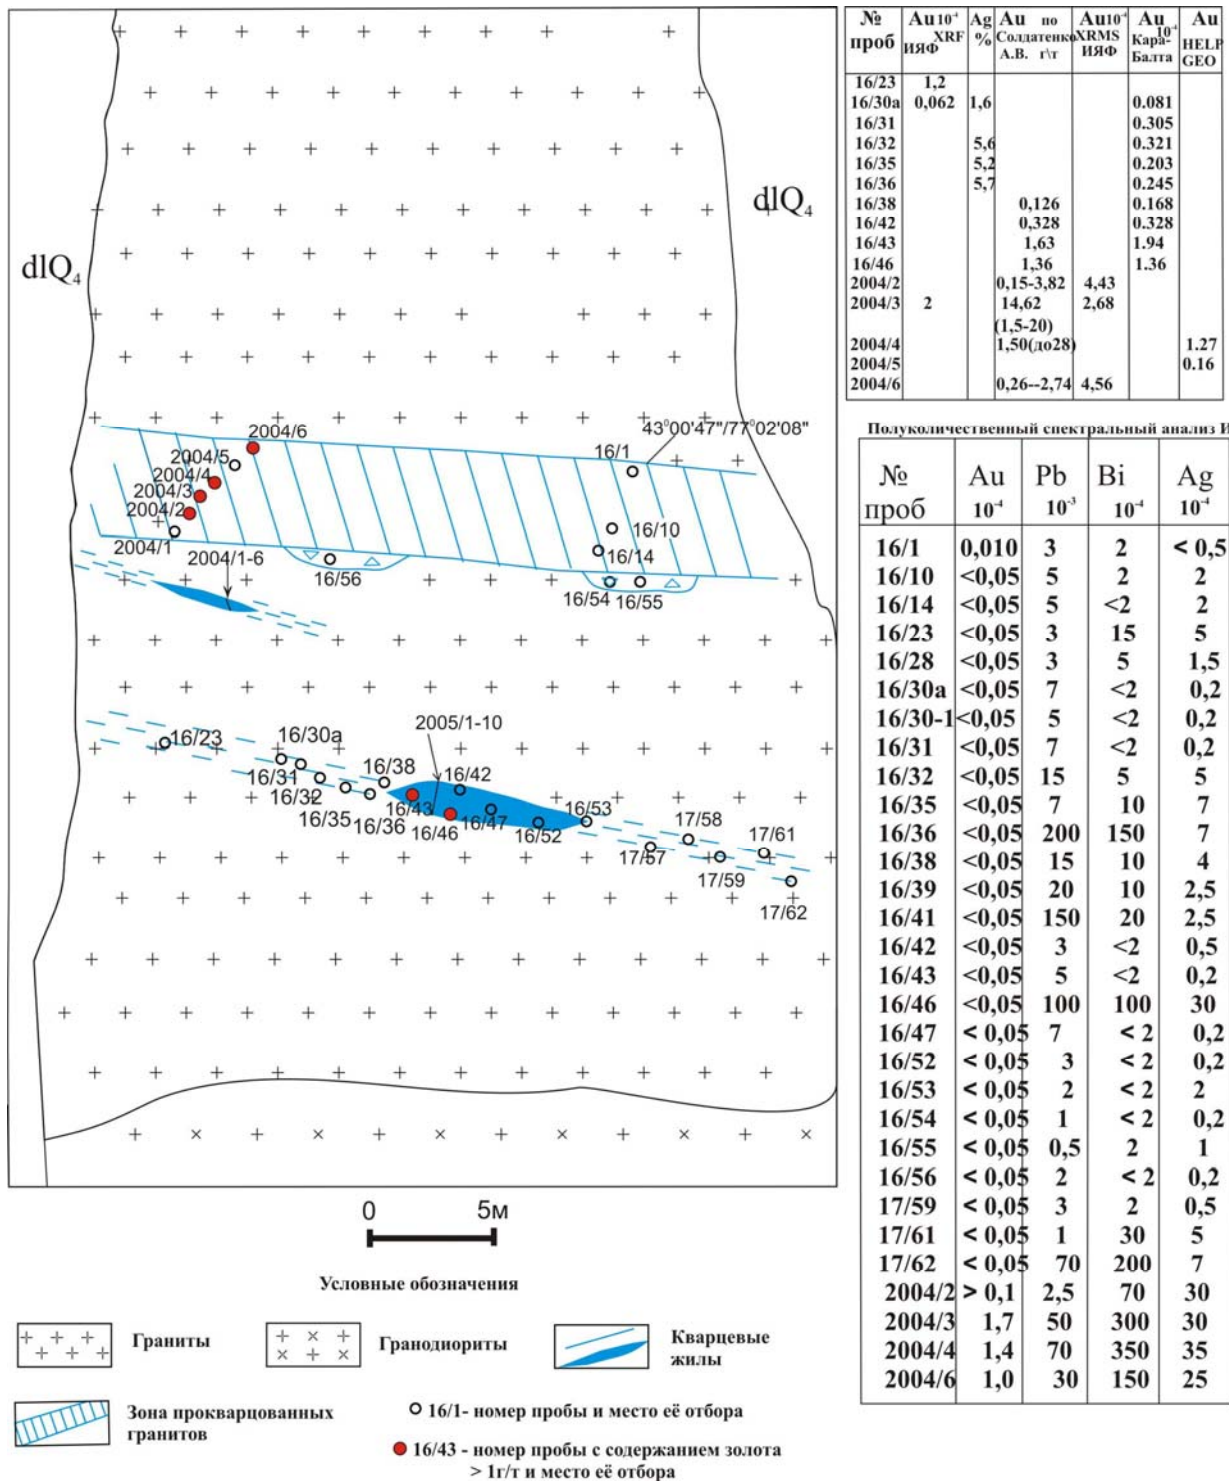 dlQ4
dlQ4
2004/6
2004/5
2004/4
2004/3
2004/2
2004/1
2004/1-6
43°00'47"/77°02'08"
16/1
16/10
16/14
16/56
16/54
16/55
16/23
16/30a
16/31
16/32
16/35
16/36
16/38
2005/1-10
16/42
16/43
16/46
16/47
16/52
16/53
17/57
17/58
17/59
17/61
17/62
0 5м
Условные обозначения
Граниты
Гранодиориты
Кварцевые
жилы
Зона прокварцованных
гранитов
16/1- номер пробы и место её отбора
16/43 - номер пробы с содержанием золота
> 1г/т и место её отбора
№ проб Au10⁻⁴ XRF ИЯФ Ag % Au по Солдатенко А.В. г\т Au10⁻⁴ XRMS ИЯФ Au 10⁻⁴ Кара-Балта Au HELP GEO
16/23 1,2
16/30а 0,062 1,6 0.081
16/31 0.305
16/32 5,6 0.321
16/35 5,2 0.203
16/36 5,7 0.245
16/38 0,126 0.168
16/42 0,328 0.328
16/43 1,63 1.94
16/46 1,36 1.36
2004/2 0,15-3,82 4,43
2004/3 2 14,62 2,68
(1,5-20)
2004/4 1,50(до28) 1.27
2004/5 0.16
2004/6 0,26--2,74 4,56
Полуколичественный спектральный анализ И
№ проб Au 10⁻⁴ Pb 10⁻³ Bi 10⁻⁴ Ag 10⁻⁴
16/1 0,010 3 2 < 0,5
16/10 <0,05 5 2 2
16/14 <0,05 5 <2 2
16/23 <0,05 3 15 5
16/28 <0,05 3 5 1,5
16/30а <0,05 7 <2 0,2
16/30-1 <0,05 5 <2 0,2
16/31 <0,05 7 <2 0,2
16/32 <0,05 15 5 5
16/35 <0,05 7 10 7
16/36 <0,05 200 150 7
16/38 <0,05 15 10 4
16/39 <0,05 20 10 2,5
16/41 <0,05 150 20 2,5
16/42 <0,05 3 <2 0,5
16/43 <0,05 5 <2 0,2
16/46 <0,05 100 100 30
16/47 < 0,05 7 < 2 0,2
16/52 < 0,05 3 < 2 0,2
16/53 < 0,05 2 < 2 2
16/54 < 0,05 1 < 2 0,2
16/55 < 0,05 0,5 2 1
16/56 < 0,05 2 < 2 0,2
17/59 < 0,05 3 2 0,5
17/61 < 0,05 1 30 5
17/62 < 0,05 70 200 7
2004/2 > 0,1 2,5 70 30
2004/3 1,7 50 300 30
2004/4 1,4 70 350 35
2004/6 1,0 30 150 25